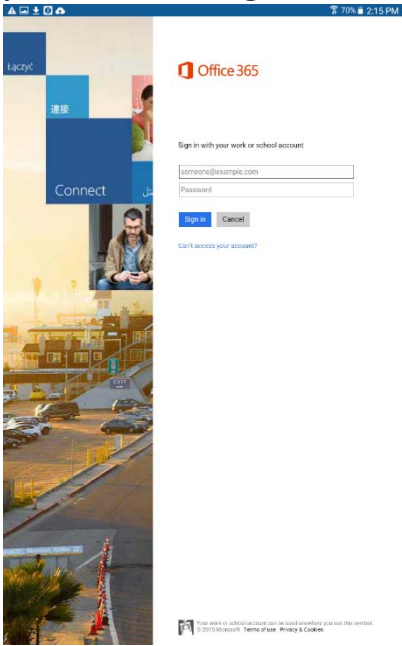 70% 2:15 PM
Łączyć
連接
Connect
Office 365
Sign in with your work or school account
someone@example.com
Password
Sign in Cancel
Can't access your account?
EXIT
Your work or school account can be used anywhere you see this symbol.
© 2015 Microsoft Terms of use Privacy & Cookies